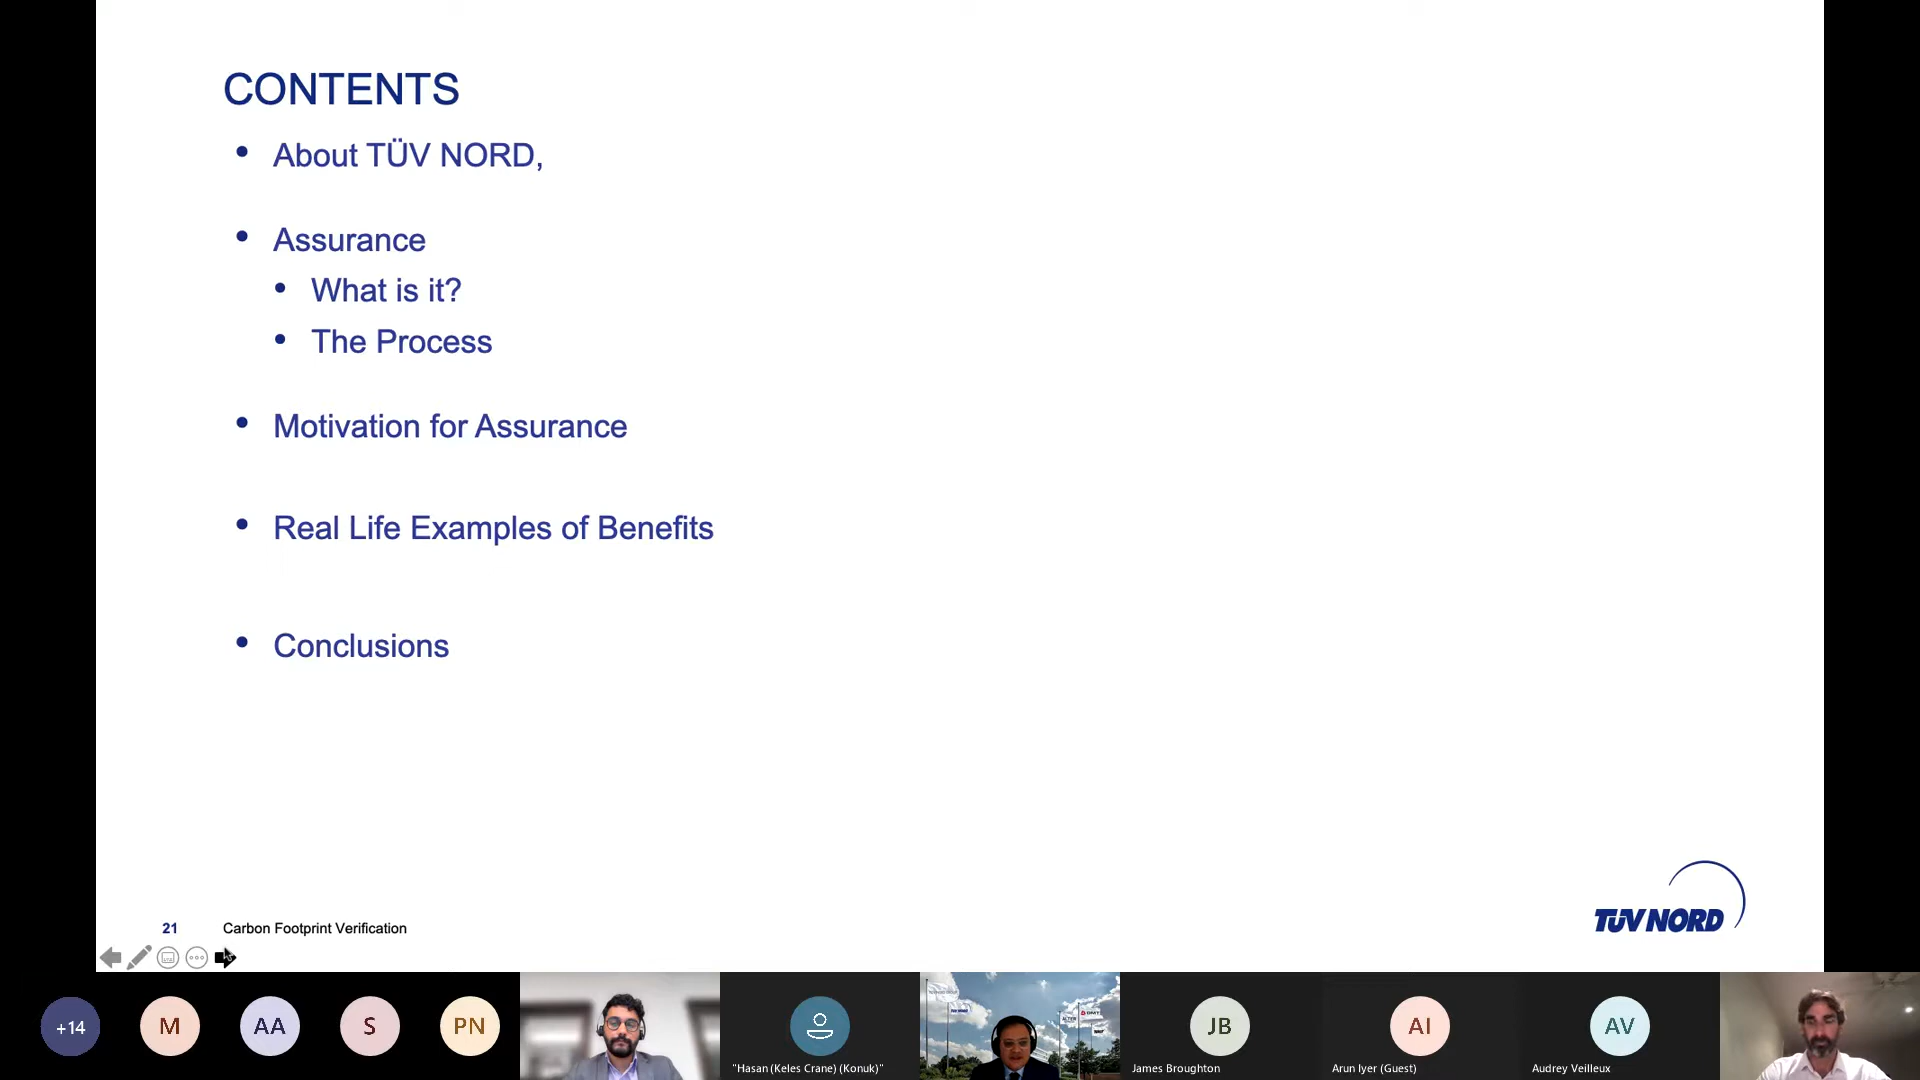 CONTENTS
• About TÜV NORD,
• Assurance
• What is it?
• The Process
• Motivation for Assurance
• Real Life Examples of Benefits
• Conclusions
TÜV NORD
21 Carbon Footprint Verification
+14
M
AA
S
PN
JB
AI
AV
"Hasan (Keles Crane) (Konuk)"
James Broughton
Arun Iyer (Guest)
Audrey Veilleux